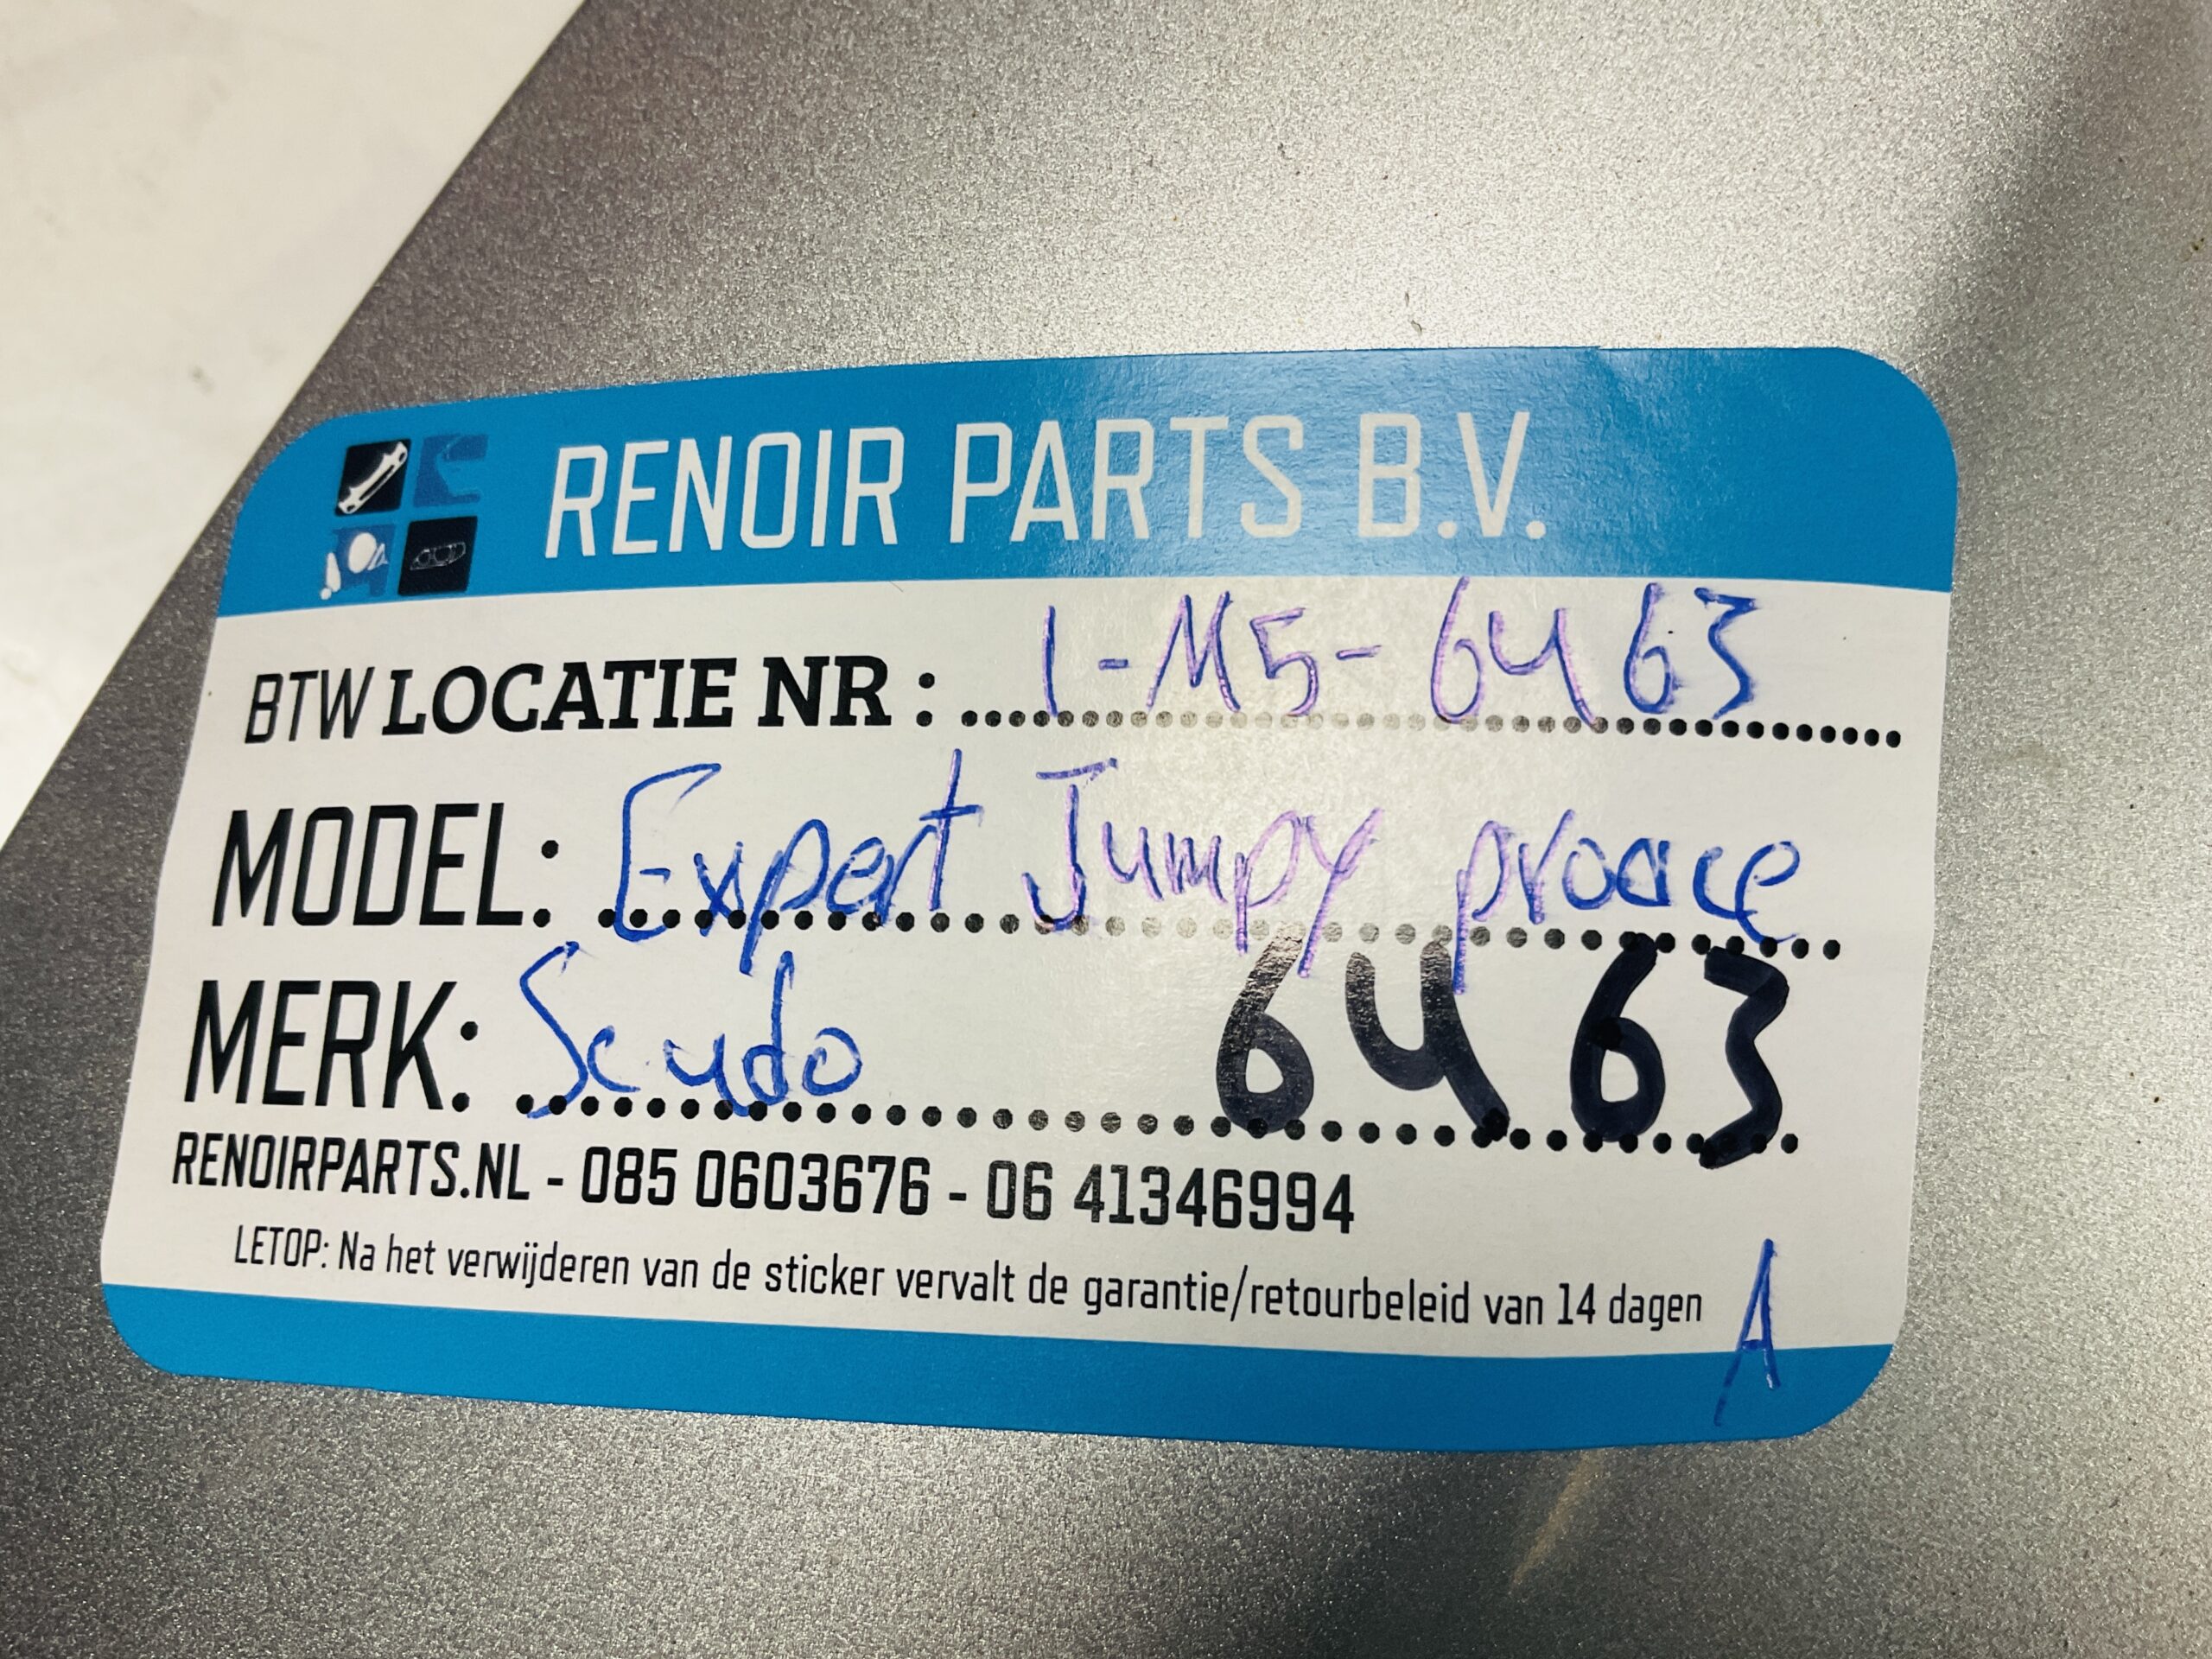 RENOIR PARTS B.V.
BTW LOCATIE NR : 1-M5-6463
MODEL: Expert Jumpy proace
MERK: Scudo 6463
RENOIRPARTS.NL - 085 0603676 - 06 41346994
LETOP: Na het verwijderen van de sticker vervalt de garantie/retourbeleid van 14 dagen
A